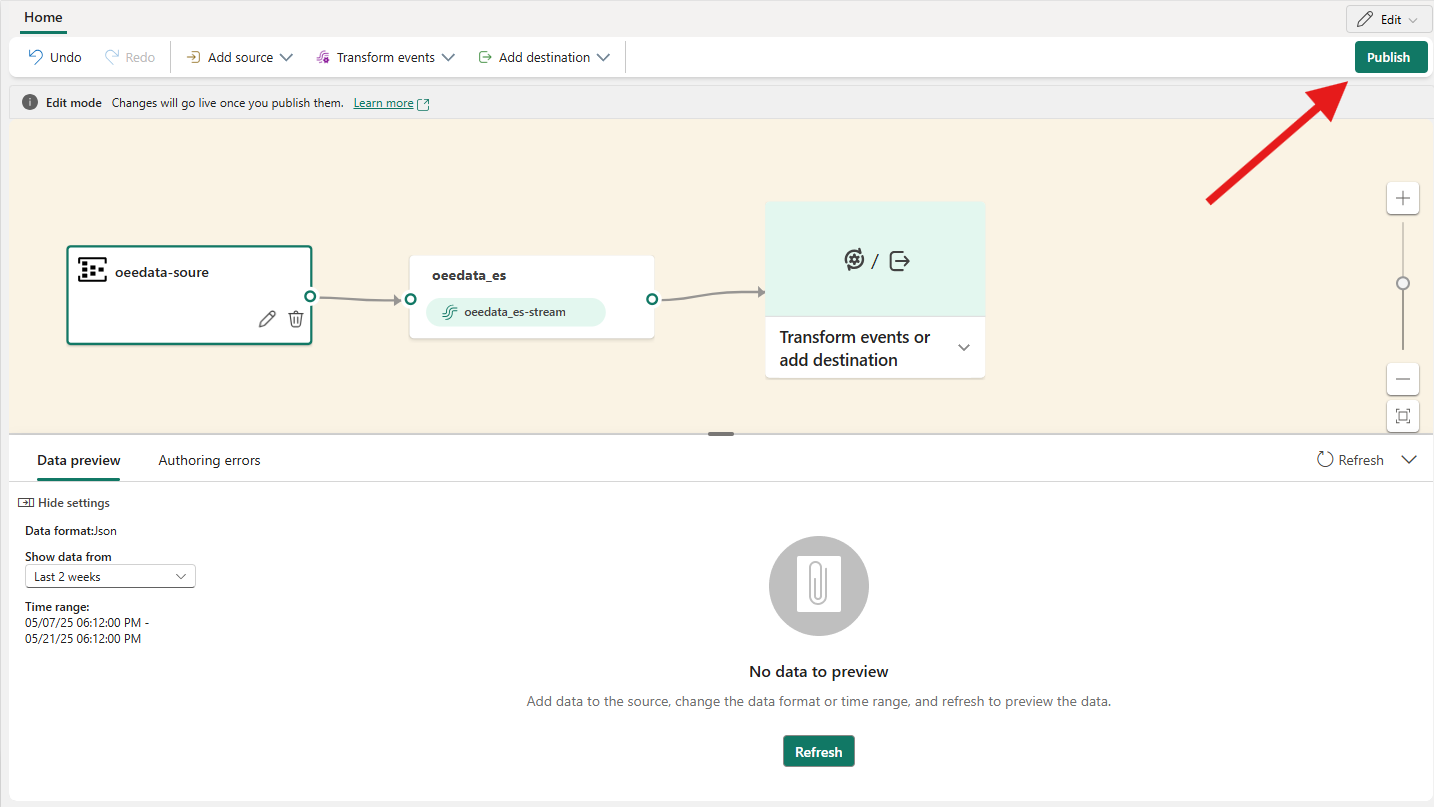 Home
Edit
Undo
Redo
Add source
Transform events
Add destination
Publish
Edit mode Changes will go live once you publish them. Learn more
oeedata-soure
oeedata_es
oeedata_es-stream
/
Transform events or
add destination
Data preview
Authoring errors
Refresh
Hide settings
Data format:Json
Show data from
Last 2 weeks
Time range:
05/07/25 06:12:00 PM -
05/21/25 06:12:00 PM
No data to preview
Add data to the source, change the data format or time range, and refresh to preview the data.
Refresh